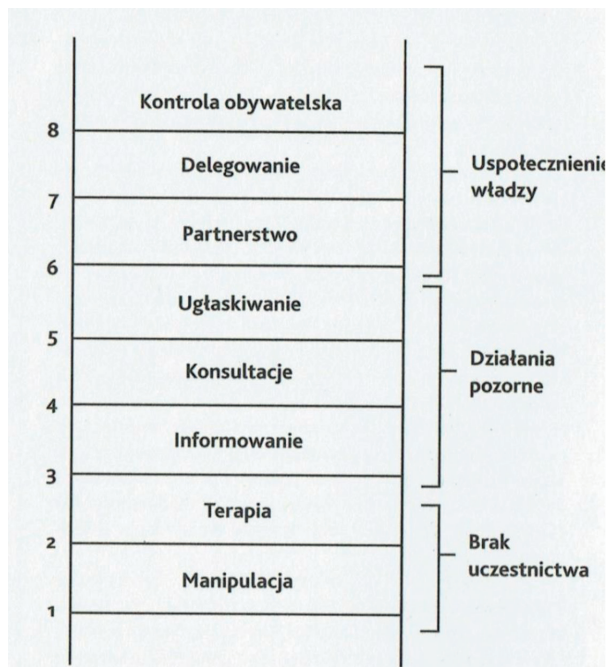 Kontrola obywatelska
8
Delegowanie
7
Partnerstwo
6
Ugłaskiwanie
5
Konsultacje
4
Informowanie
3
Terapia
2
Manipulacja
1
Uspołecznienie
władzy
Działania
pozorne
Brak
uczestnictwa